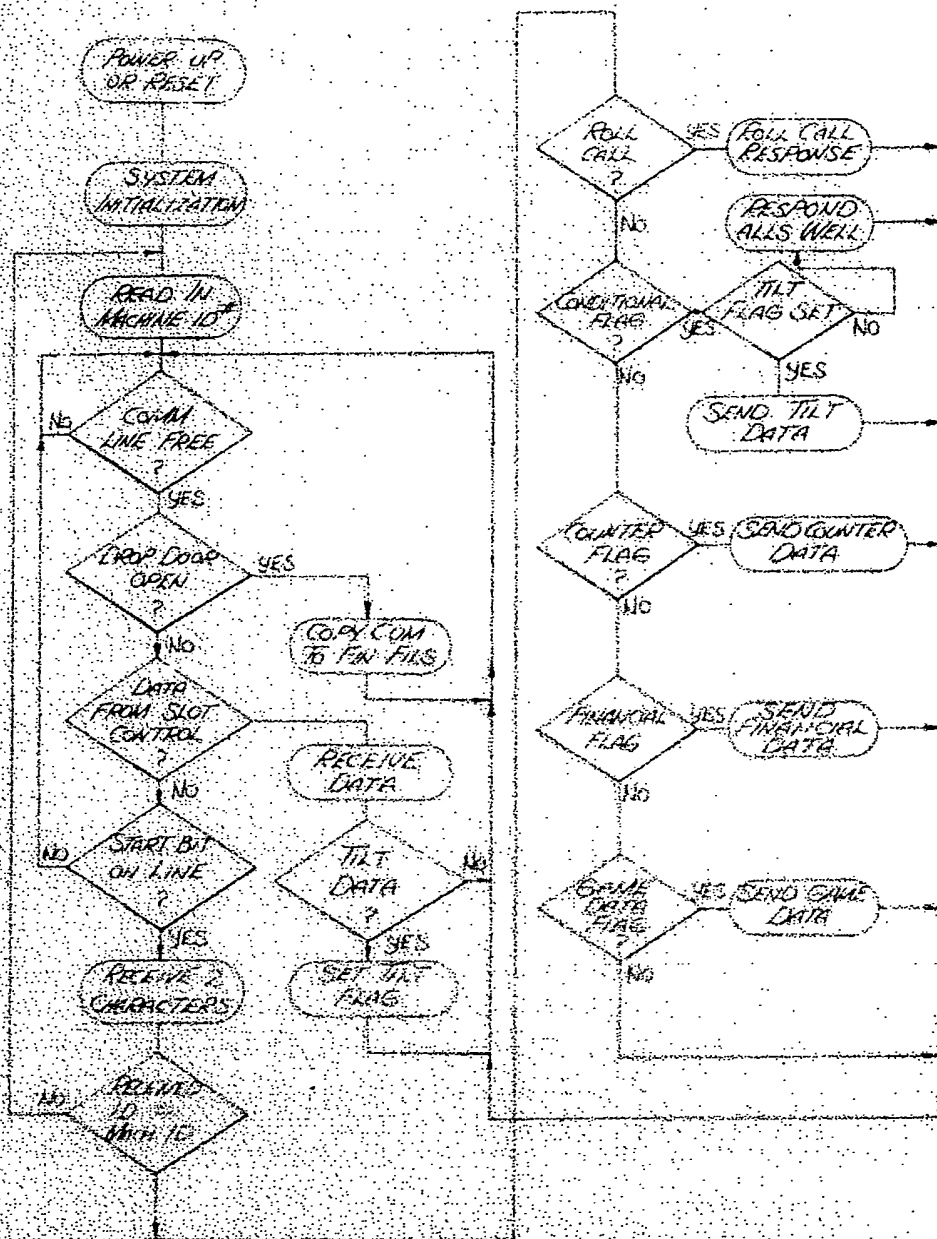 POWER UP
OR RESET
SYSTEM
INITIALIZATION
READ IN
MACHINE ID#
COMM
LINE FREE
?
NO
YES
DROP DOOR
OPEN
?
YES
NO
COPY COM
TO FIN FILS
DATA
FROM SLOT
CONTROL
?
NO
RECEIVE
DATA
START BIT
ON LINE
?
NO
YES
TILT
DATA
?
NO
YES
RECEIVE 2
CHARACTERS
SET TILT
FLAG
ID =
MACH ID
NO
ROLL
CALL
?
YES
NO
ROLL CALL
RESPONSE
RESPOND
ALLS WELL
CONDITIONAL
FLAG
?
YES
NO
TILT
FLAG SET
NO
YES
SEND TILT
DATA
COUNTER
FLAG
?
YES
NO
SEND COUNTER
DATA
FINANCIAL
FLAG
YES
NO
SEND
FINANCIAL
DATA
GAME
DATA
FLAG
?
YES
NO
SEND GAME
DATA